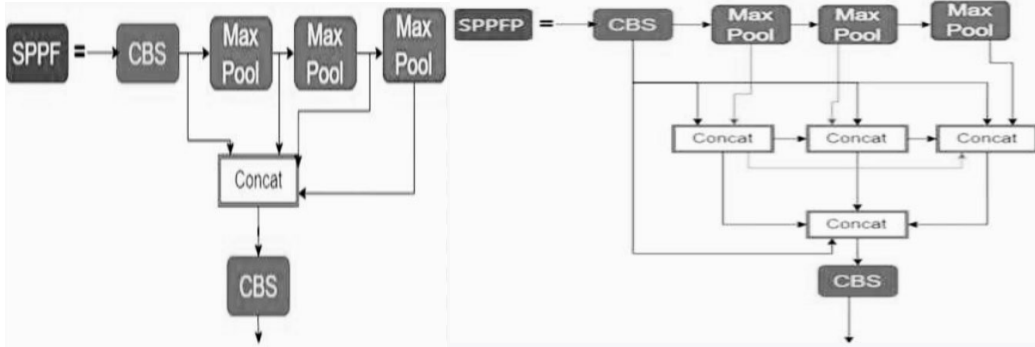 SPPF = CBS Max Pool Max Pool Max Pool
Concat
CBS
SPPFP = CBS Max Pool Max Pool Max Pool
Concat Concat Concat
Concat
CBS